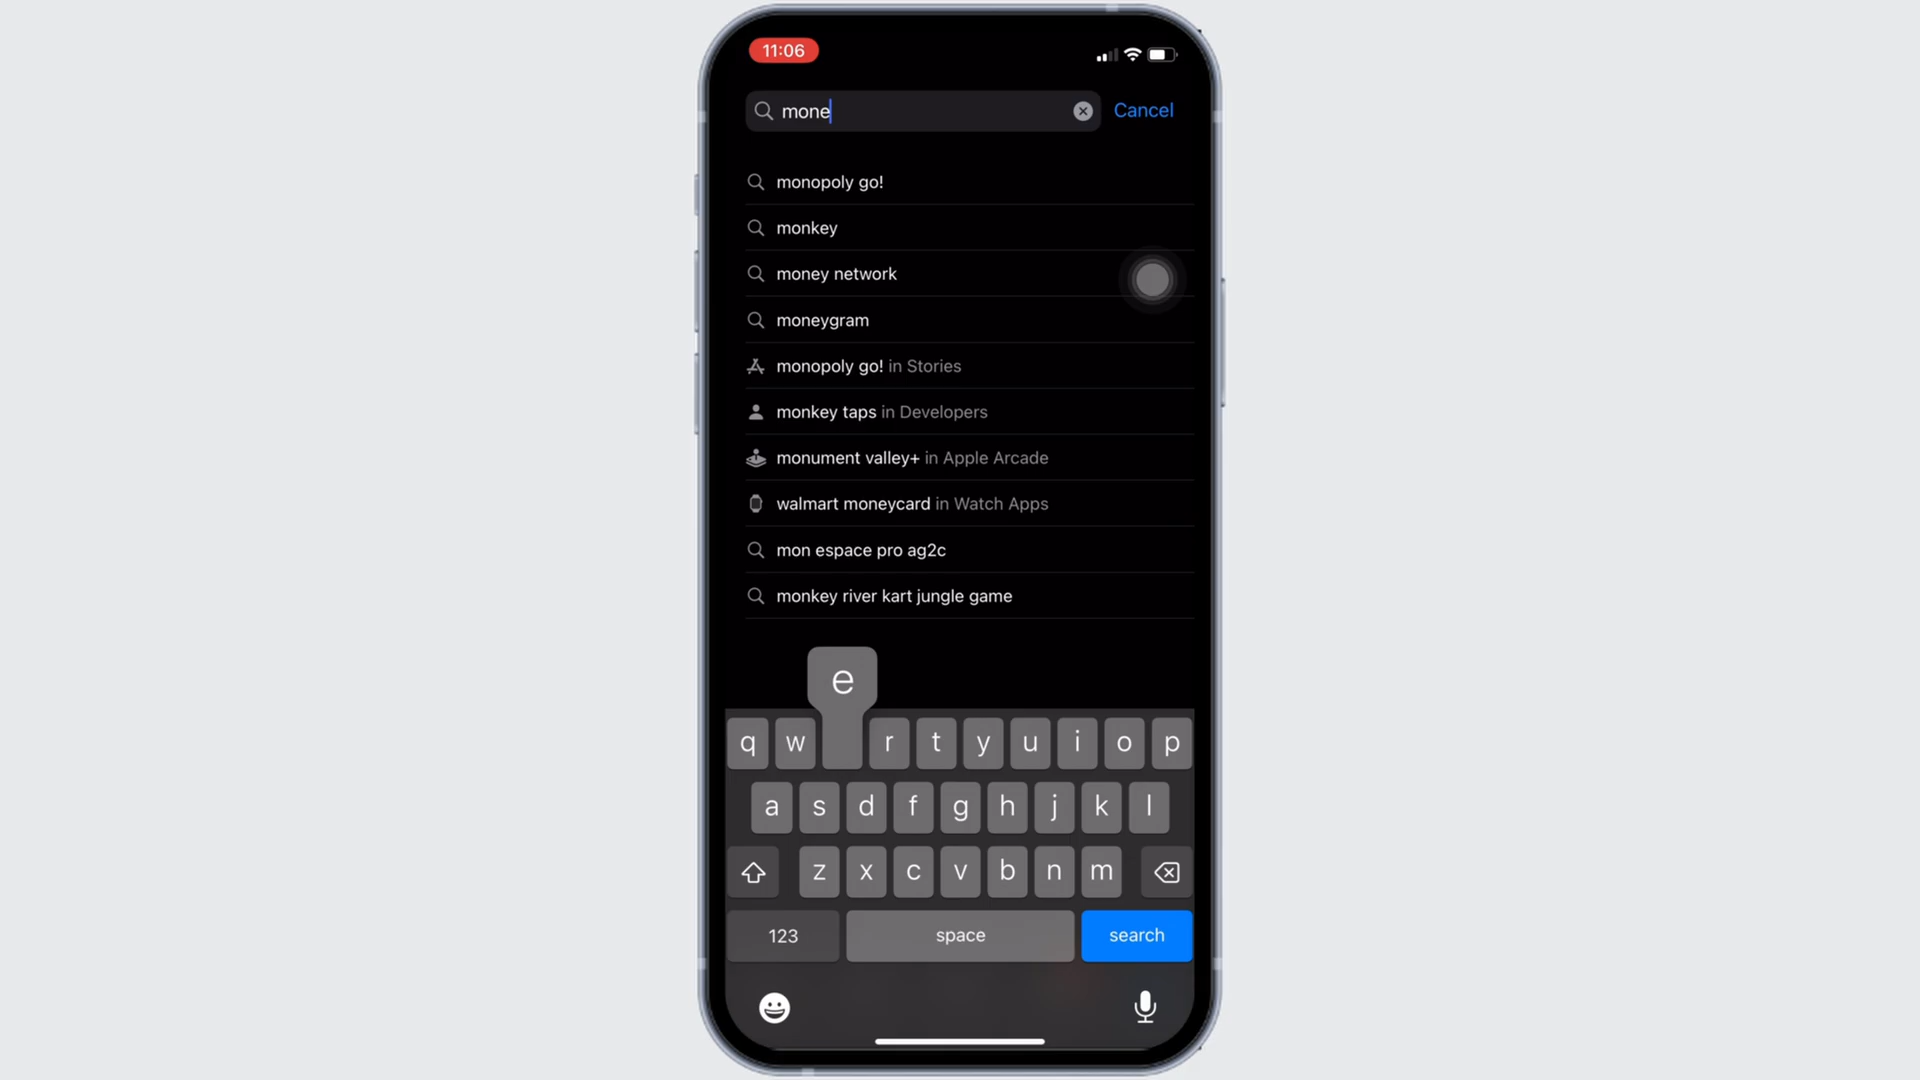 11:06
mone
Cancel
monopoly go!
monkey
money network
moneygram
monopoly go! in Stories
monkey taps in Developers
monument valley+ in Apple Arcade
walmart moneycard in Watch Apps
mon espace pro ag2c
monkey river kart jungle game
e
q w r t y u i o p
a s d f g h j k l
z x c v b n m
123 space search